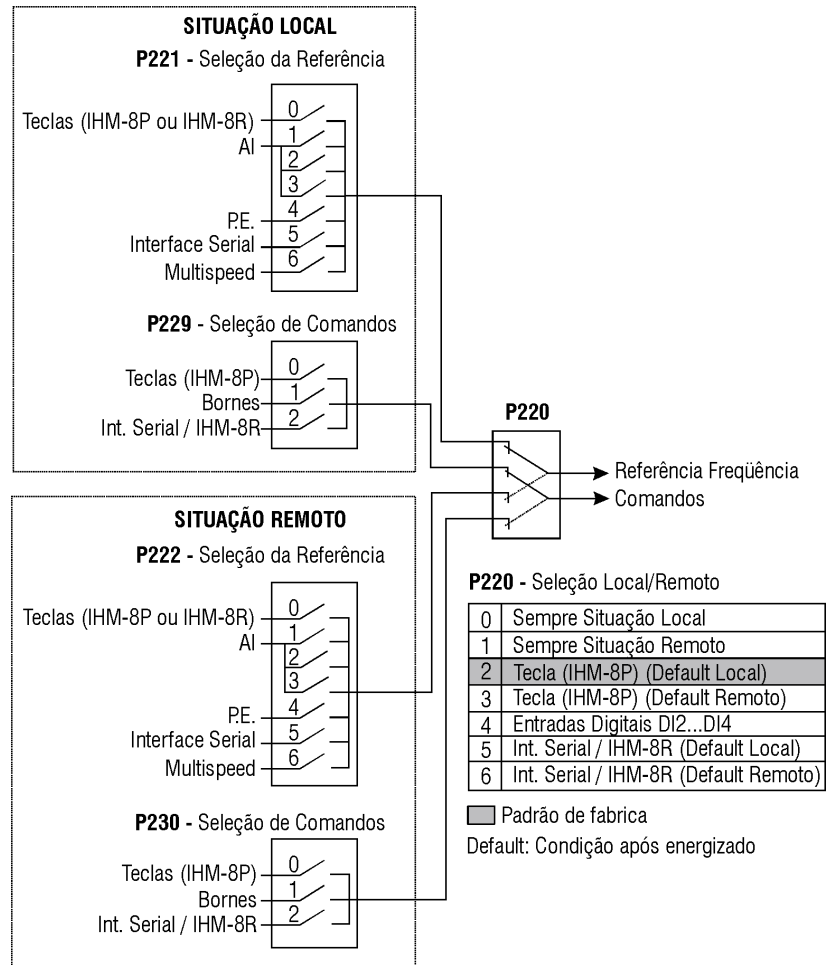 SITUAÇÃO LOCAL
P221 - Seleção da Referência
Teclas (IHM-8P ou IHM-8R)
0
AI
1
2
3
P.E.
4
Interface Serial
5
Multispeed
6
P229 - Seleção de Comandos
Teclas (IHM-8P)
0
Bornes
1
Int. Serial / IHM-8R
2
SITUAÇÃO REMOTO
P222 - Seleção da Referência
Teclas (IHM-8P ou IHM-8R)
0
AI
1
2
3
P.E.
4
Interface Serial
5
Multispeed
6
P230 - Seleção de Comandos
Teclas (IHM-8P)
0
Bornes
1
Int. Serial / IHM-8R
2
P220
Referência Freqüência
Comandos
P220 - Seleção Local/Remoto
0 Sempre Situação Local
1 Sempre Situação Remoto
2 Tecla (IHM-8P) (Default Local)
3 Tecla (IHM-8P) (Default Remoto)
4 Entradas Digitais DI2...DI4
5 Int. Serial / IHM-8R (Default Local)
6 Int. Serial / IHM-8R (Default Remoto)
Padrão de fabrica
Default: Condição após energizado